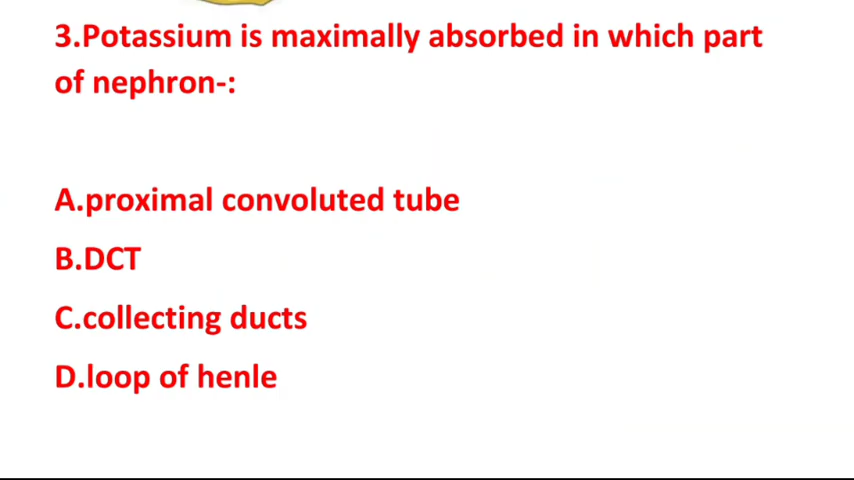 3.Potassium is maximally absorbed in which part
of nephron-:
A.proximal convoluted tube
B.DCT
C.collecting ducts
D.loop of henle